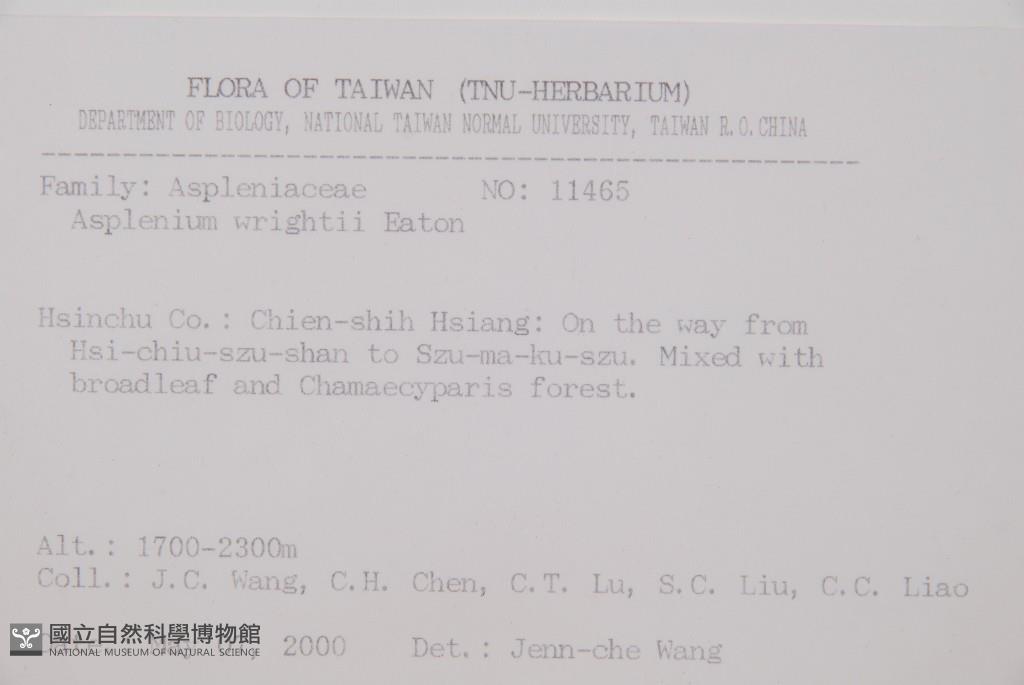 FLORA OF TAIWAN (TNU-HERBARIUM)
DEPARTMENT OF BIOLOGY, NATIONAL TAIWAN NORMAL UNIVERSITY, TAIWAN R.O.CHINA
Family: Aspleniaceae NO: 11465
Asplenium wrightii Eaton
Hsinchu Co.: Chien-shih Hsiang: On the way from
Hsi-chiu-szu-shan to Szu-ma-ku-szu. Mixed with
broadleaf and Chamaecyparis forest.
Alt.: 1700-2300m
Coll.: J.C. Wang, C.H. Chen, C.T. Lu, S.C. Liu, C.C. Liao
2000 Det.: Jenn-che Wang
國立自然科學博物館
NATIONAL MUSEUM OF NATURAL SCIENCE